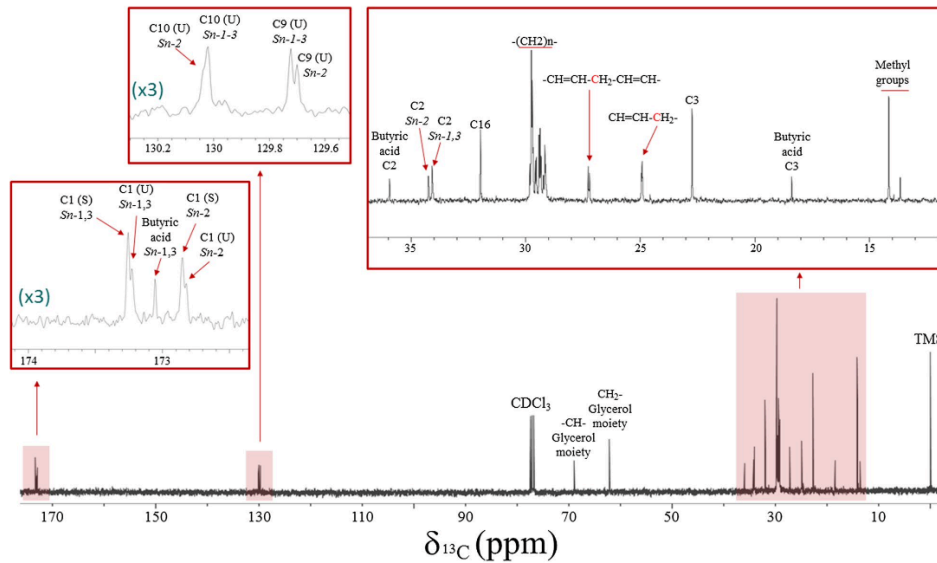 C10 (U)
Sn-2
C10 (U)
Sn-1-3
C9 (U)
Sn-1-3
C9 (U)
Sn-2
(x3)
130.2 130 129.8 129.6
-(CH2)n-
-CH=CH-CH₂-CH=CH-
CH=CH-CH₂-
Methyl
groups
C2
Sn-2
C2
Sn-1,3
Butyric
acid
C2
C16
C3
Butyric
acid
C3
35 30 25 20 15
C1 (S)
Sn-1,3
C1 (U)
Sn-1,3
Butyric
acid
Sn-1,3
C1 (S)
Sn-2
C1 (U)
Sn-2
(x3)
174 173
CDCl₃
-CH-
Glycerol
moiety
CH₂-
Glycerol
moiety
TMS
170 150 130 110 90 70 50 30 10
δ¹³C (ppm)